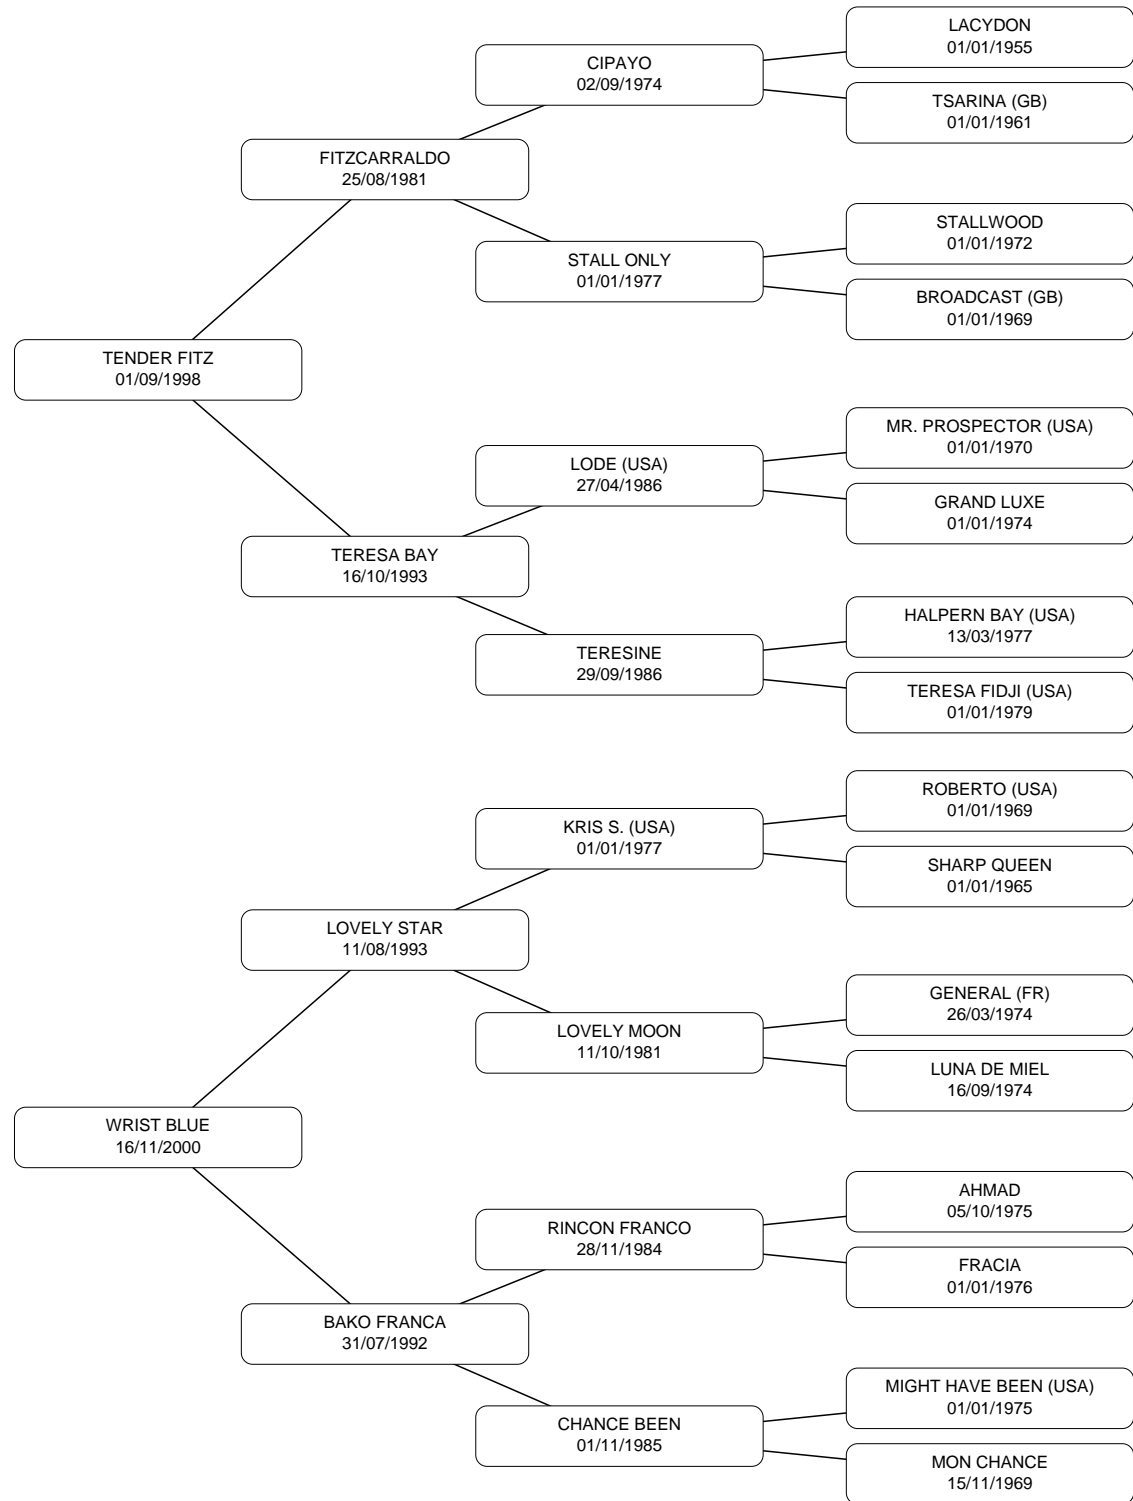 LACYDON
01/01/1955
CIPAYO
02/09/1974
TSARINA (GB)
01/01/1961
FITZCARRALDO
25/08/1981
STALLWOOD
01/01/1972
STALL ONLY
01/01/1977
BROADCAST (GB)
01/01/1969
TENDER FITZ
01/09/1998
MR. PROSPECTOR (USA)
01/01/1970
LODE (USA)
27/04/1986
GRAND LUXE
01/01/1974
TERESA BAY
16/10/1993
HALPERN BAY (USA)
13/03/1977
TERESINE
29/09/1986
TERESA FIDJI (USA)
01/01/1979
ROBERTO (USA)
01/01/1969
KRIS S. (USA)
01/01/1977
SHARP QUEEN
01/01/1965
LOVELY STAR
11/08/1993
GENERAL (FR)
26/03/1974
LOVELY MOON
11/10/1981
LUNA DE MIEL
16/09/1974
WRIST BLUE
16/11/2000
AHMAD
05/10/1975
RINCON FRANCO
28/11/1984
FRACIA
01/01/1976
BAKO FRANCA
31/07/1992
MIGHT HAVE BEEN (USA)
01/01/1975
CHANCE BEEN
01/11/1985
MON CHANCE
15/11/1969